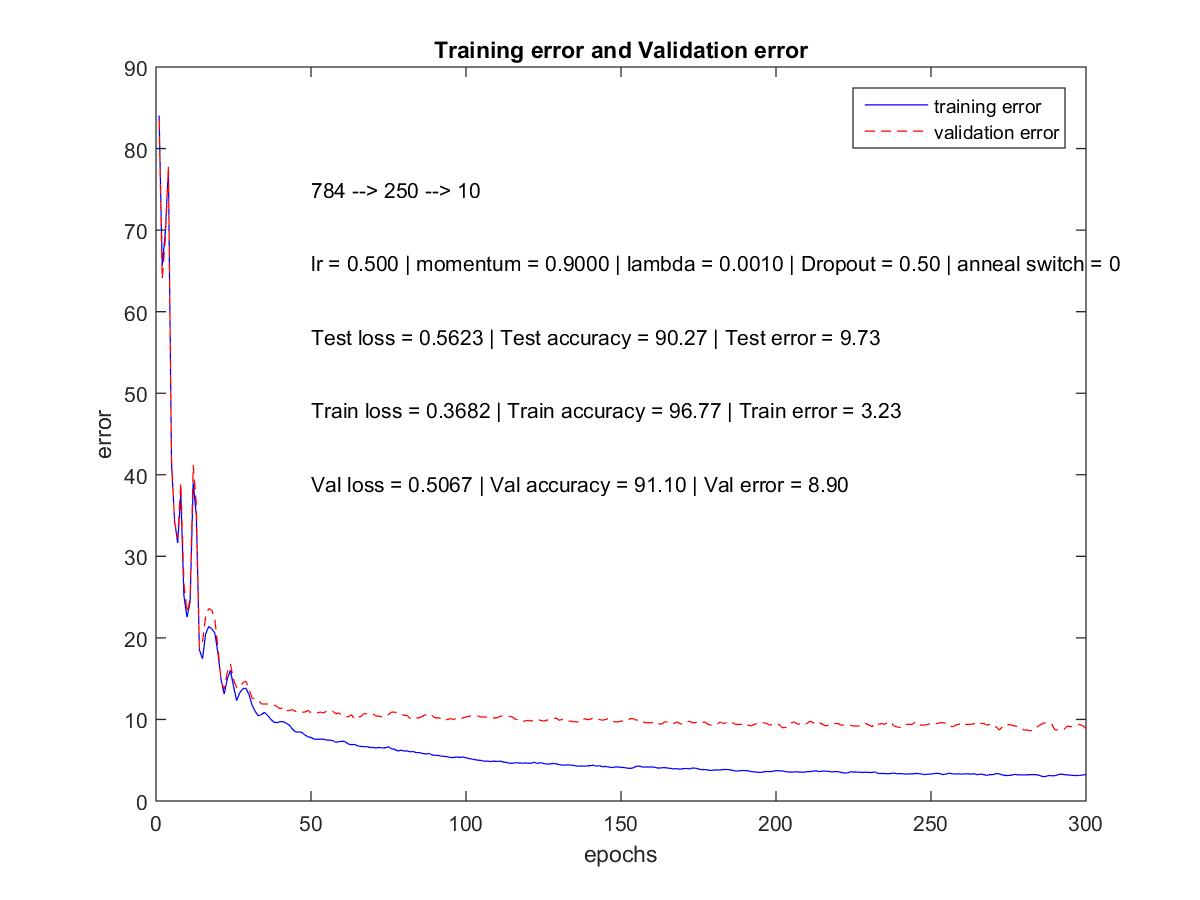 Training error and Validation error
90
80
70
60
50
40
30
20
10
0
error
training error
validation error
784 --> 250 --> 10
lr = 0.500 | momentum = 0.9000 | lambda = 0.0010 | Dropout = 0.50 | anneal switch = 0
Test loss = 0.5623 | Test accuracy = 90.27 | Test error = 9.73
Train loss = 0.3682 | Train accuracy = 96.77 | Train error = 3.23
Val loss = 0.5067 | Val accuracy = 91.10 | Val error = 8.90
0 50 100 150 200 250 300
epochs